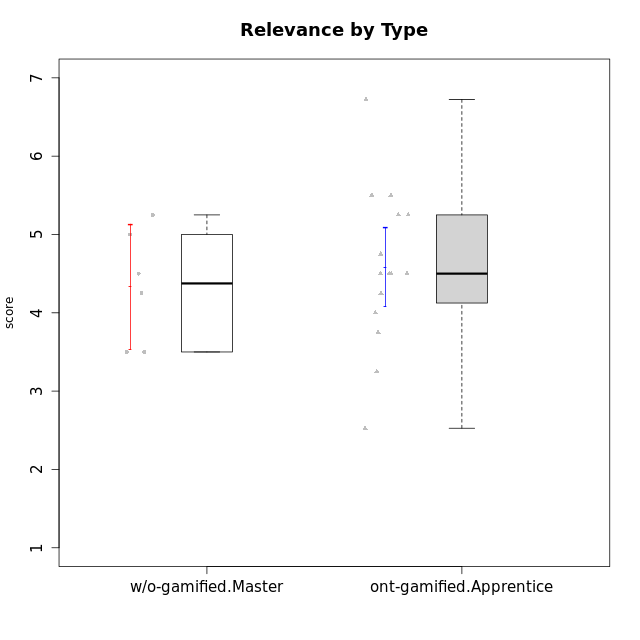 Relevance by Type
7
6
5
4
3
2
1
score
w/o-gamified.Master
ont-gamified.Apprentice